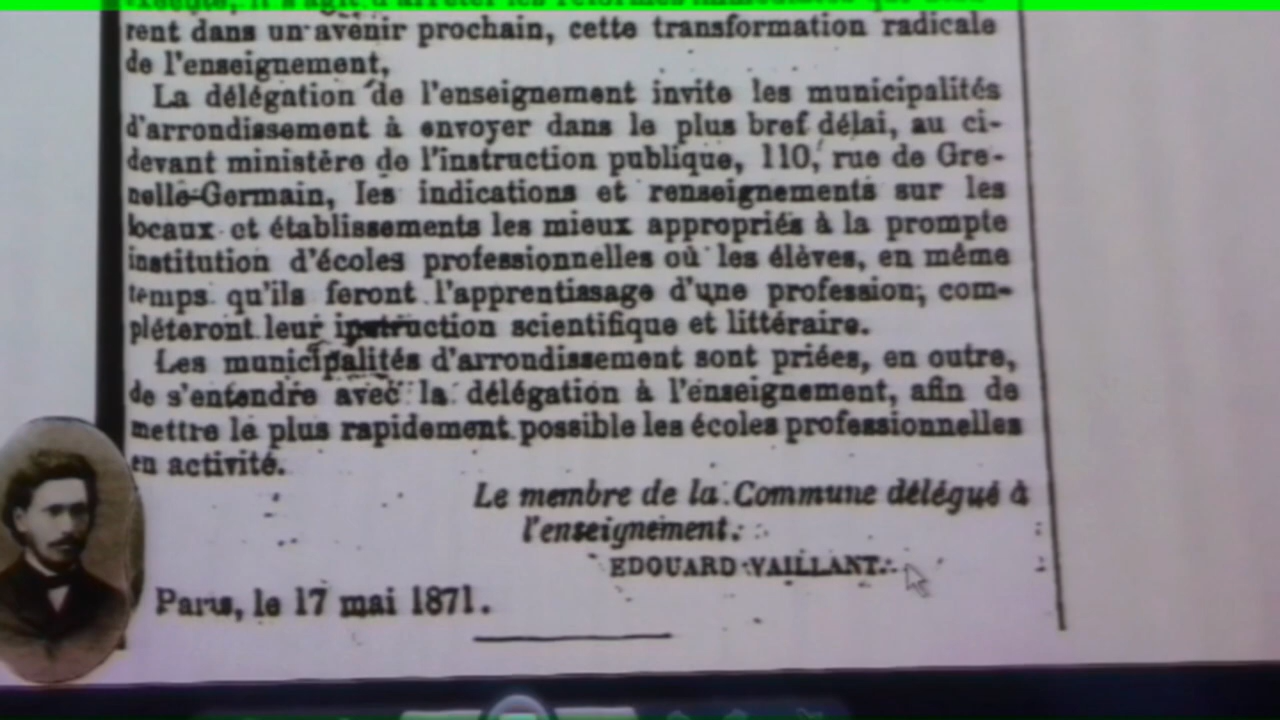 rent dans un avenir prochain, cette transformation radicale
de l'enseignement,
La délégation de l'enseignement invite les municipalités
d'arrondissement à envoyer dans le plus bref délai, au ci-
devant ministère de l'instruction publique, 110, rue de Gre-
nelle-Germain, les indications et renseignements sur les
locaux et établissements les mieux appropriés à la prompte
institution d'écoles professionnelles où les élèves, en même
temps qu'ils feront l'apprentissage d'une profession, com-
pléteront leur instruction scientifique et littéraire.
Les municipalités d'arrondissement sont priées, en outre,
de s'entendre avec la délégation à l'enseignement, afin de
mettre le plus rapidement possible les écoles professionnelles
en activité.
Le membre de la Commune délégué à
l'enseignement:
EDOUARD VAILLANT.
Paris, le 17 mai 1871.